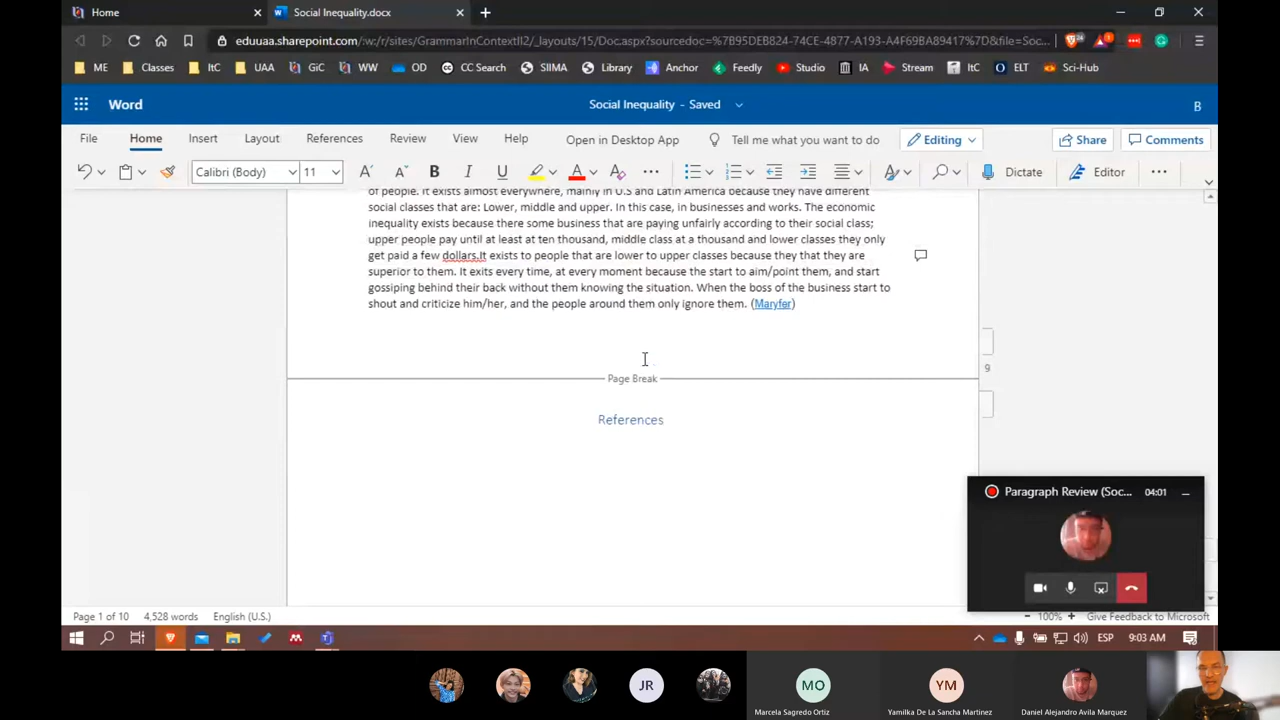 Home
Social Inequality.docx
eduuaa.sharepoint.com/:w:/r/sites/GrammarInContextII2/_layouts/15/Doc.aspx?sourcedoc=%7B95DEB824-74CE-4877-A193-A4F69BA89417%7D&file=Soc...
ME Classes ItC UAA GiC WW OD CC Search SIIMA Library Anchor Feedly Studio IA Stream ItC ELT Sci-Hub
Word
Social Inequality - Saved
B
File Home Insert Layout References Review View Help Open in Desktop App Tell me what you want to do Editing Share Comments
Calibri (Body) 11 Dictate Editor
of people. It exists almost everywhere, mainly in U.S and Latin America because they have different
social classes that are: Lower, middle and upper. In this case, in businesses and works. The economic
inequality exists because there some business that are paying unfairly according to their social class;
upper people pay until at least at ten thousand, middle class at a thousand and lower classes they only
get paid a few dollars.It exists to people that are lower to upper classes because they that they are
superior to them. It exits every time, at every moment because the start to aim/point them, and start
gossiping behind their back without them knowing the situation. When the boss of the business start to
shout and criticize him/her, and the people around them only ignore them. (Maryfer)
Page Break
9
References
Paragraph Review (Soc... 04:01
Page 1 of 10 4,528 words English (U.S.) 100% Give Feedback to Microsoft
ESP 9:03 AM
JR MO YM
Marcela Sagredo Ortiz Yamilka De La Sancha Martinez Daniel Alejandro Avila Marquez